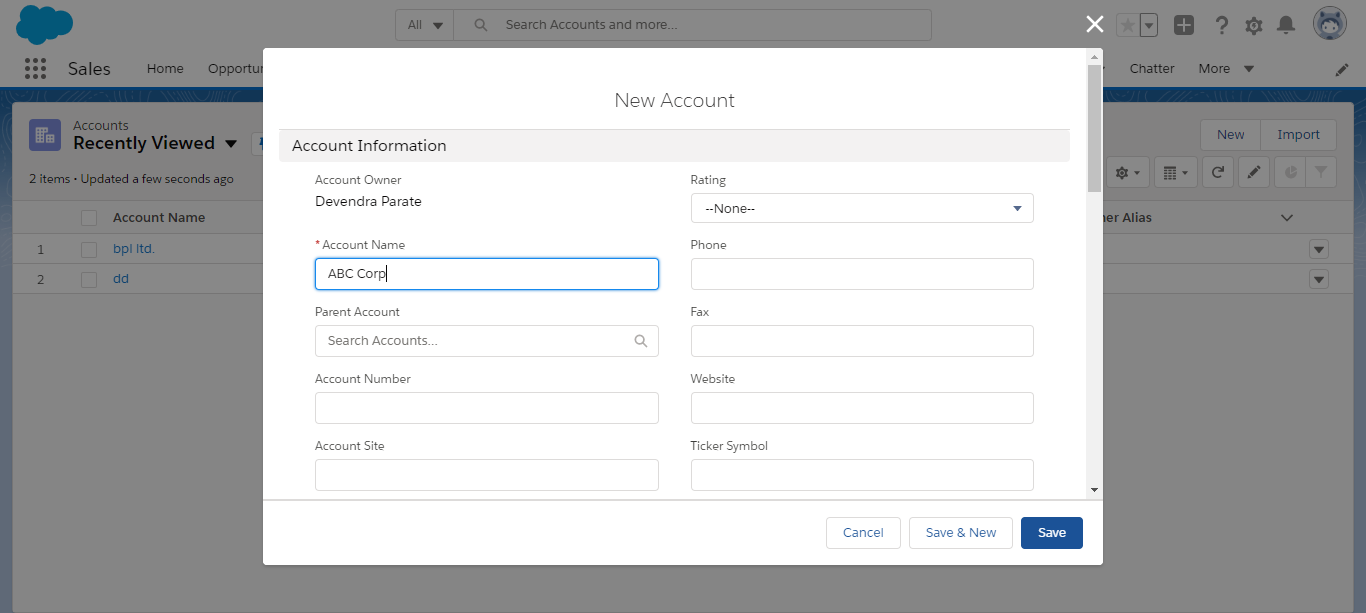 All
Search Accounts and more...
Sales
Home
Chatter
More
Accounts
Recently Viewed
New
Import
2 items • Updated a few seconds ago
Account Name
1
bpl ltd.
2
dd
New Account
Account Information
Account Owner
Devendra Parate
Rating
--None--
* Account Name
ABC Corp
Phone
Parent Account
Search Accounts...
Fax
Account Number
Website
Account Site
Ticker Symbol
Cancel
Save & New
Save
Alias